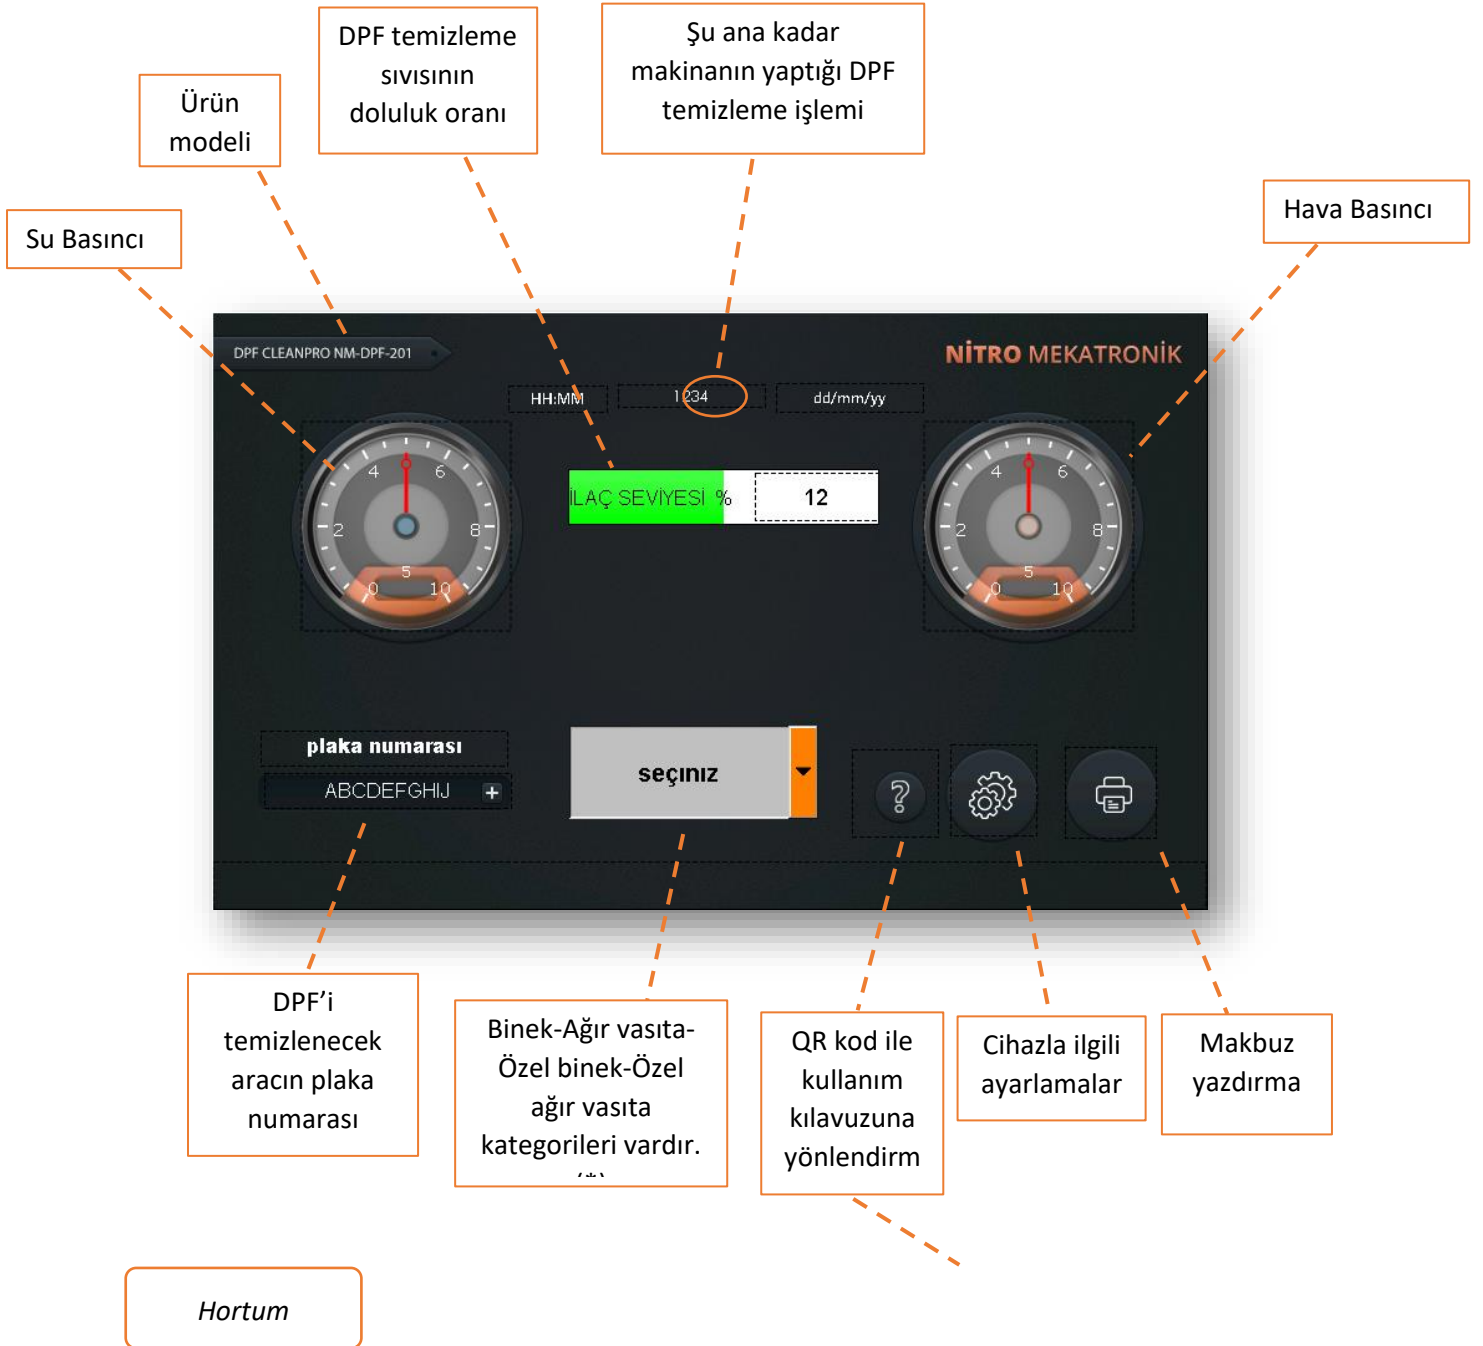 DPF temizleme
sıvısının
doluluk oranı
Şu ana kadar
makinanın yaptığı DPF
temizleme işlemi
Ürün
modeli
Su Basıncı
Hava Basıncı
DPF CLEANPRO NM-DPF-201
NİTRO MEKATRONİK
HH:MM
1234
dd/mm/yy
4 6
2 8
5
0 10
İLAÇ SEVİYESİ %
12
4 6
2 8
5
0 10
plaka numarası
ABCDEFGHIJ +
seçınız
?
DPF’i
temizlenecek
aracın plaka
numarası
Binek-Ağır vasıta-
Özel binek-Özel
ağır vasıta
kategorileri vardır.
(*)
QR kod ile
kullanım
kılavuzuna
yönlendirm
Cihazla ilgili
ayarlamalar
Makbuz
yazdırma
Hortum